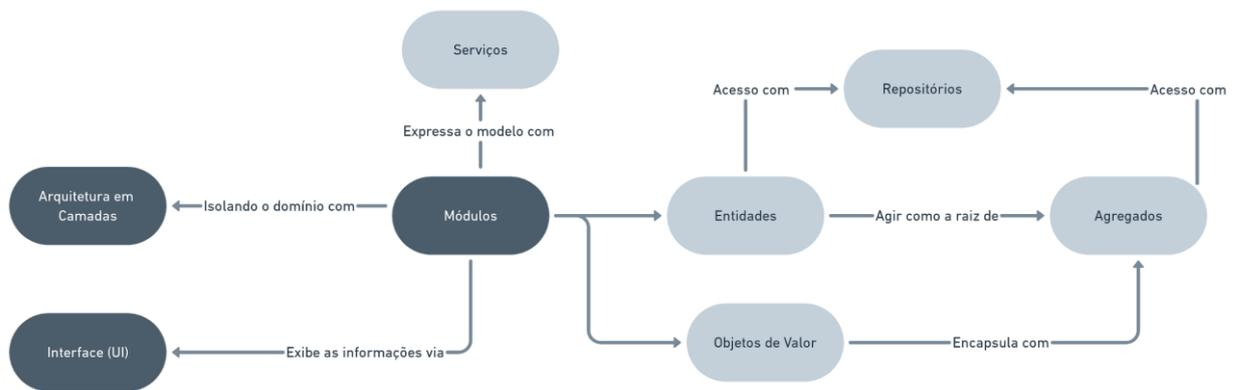 Serviços
Acesso com
Repositórios
Acesso com
Expressa o modelo com
Arquitetura em
Camadas
Isolando o domínio com
Módulos
Entidades
Agir como a raiz de
Agregados
Interface (UI)
Exibe as informações via
Objetos de Valor
Encapsula com